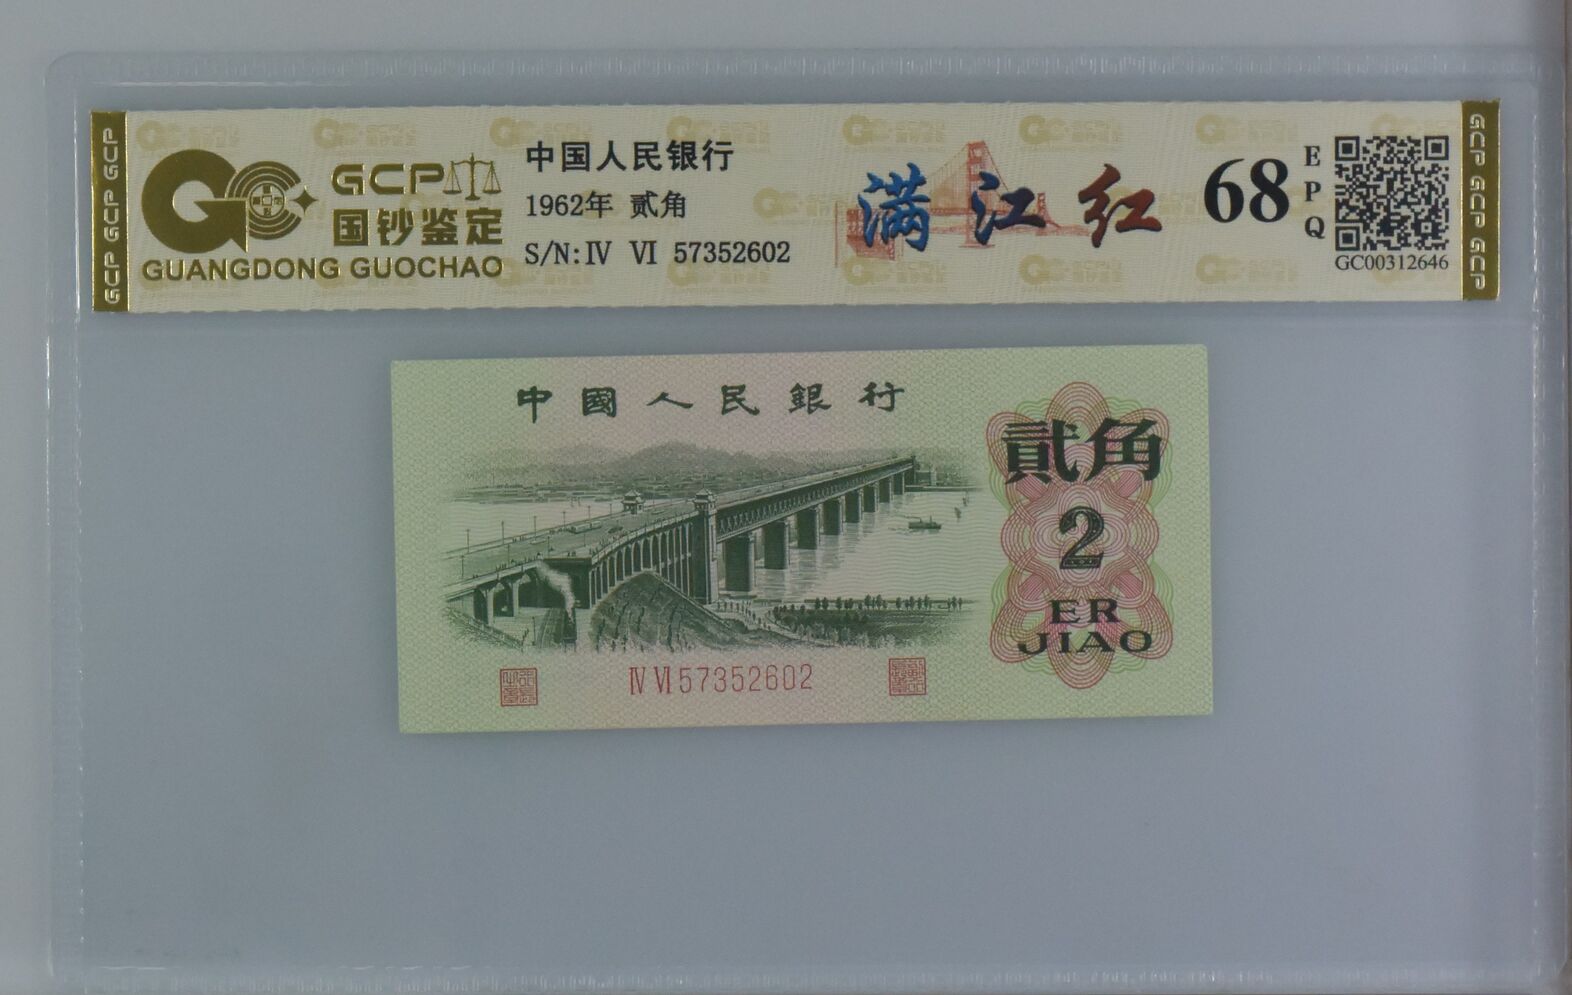 GCP GCP GCP
GCP
国钞鉴定
GUANGDONG GUOCHAO
中国人民银行
1962年 贰角
S/N:Ⅳ Ⅵ 57352602
满江红
68
EPQ
GC00312646
GCP GCP GCP
中國人民銀行
貳角
2
ER
JIAO
Ⅳ Ⅵ 57352602